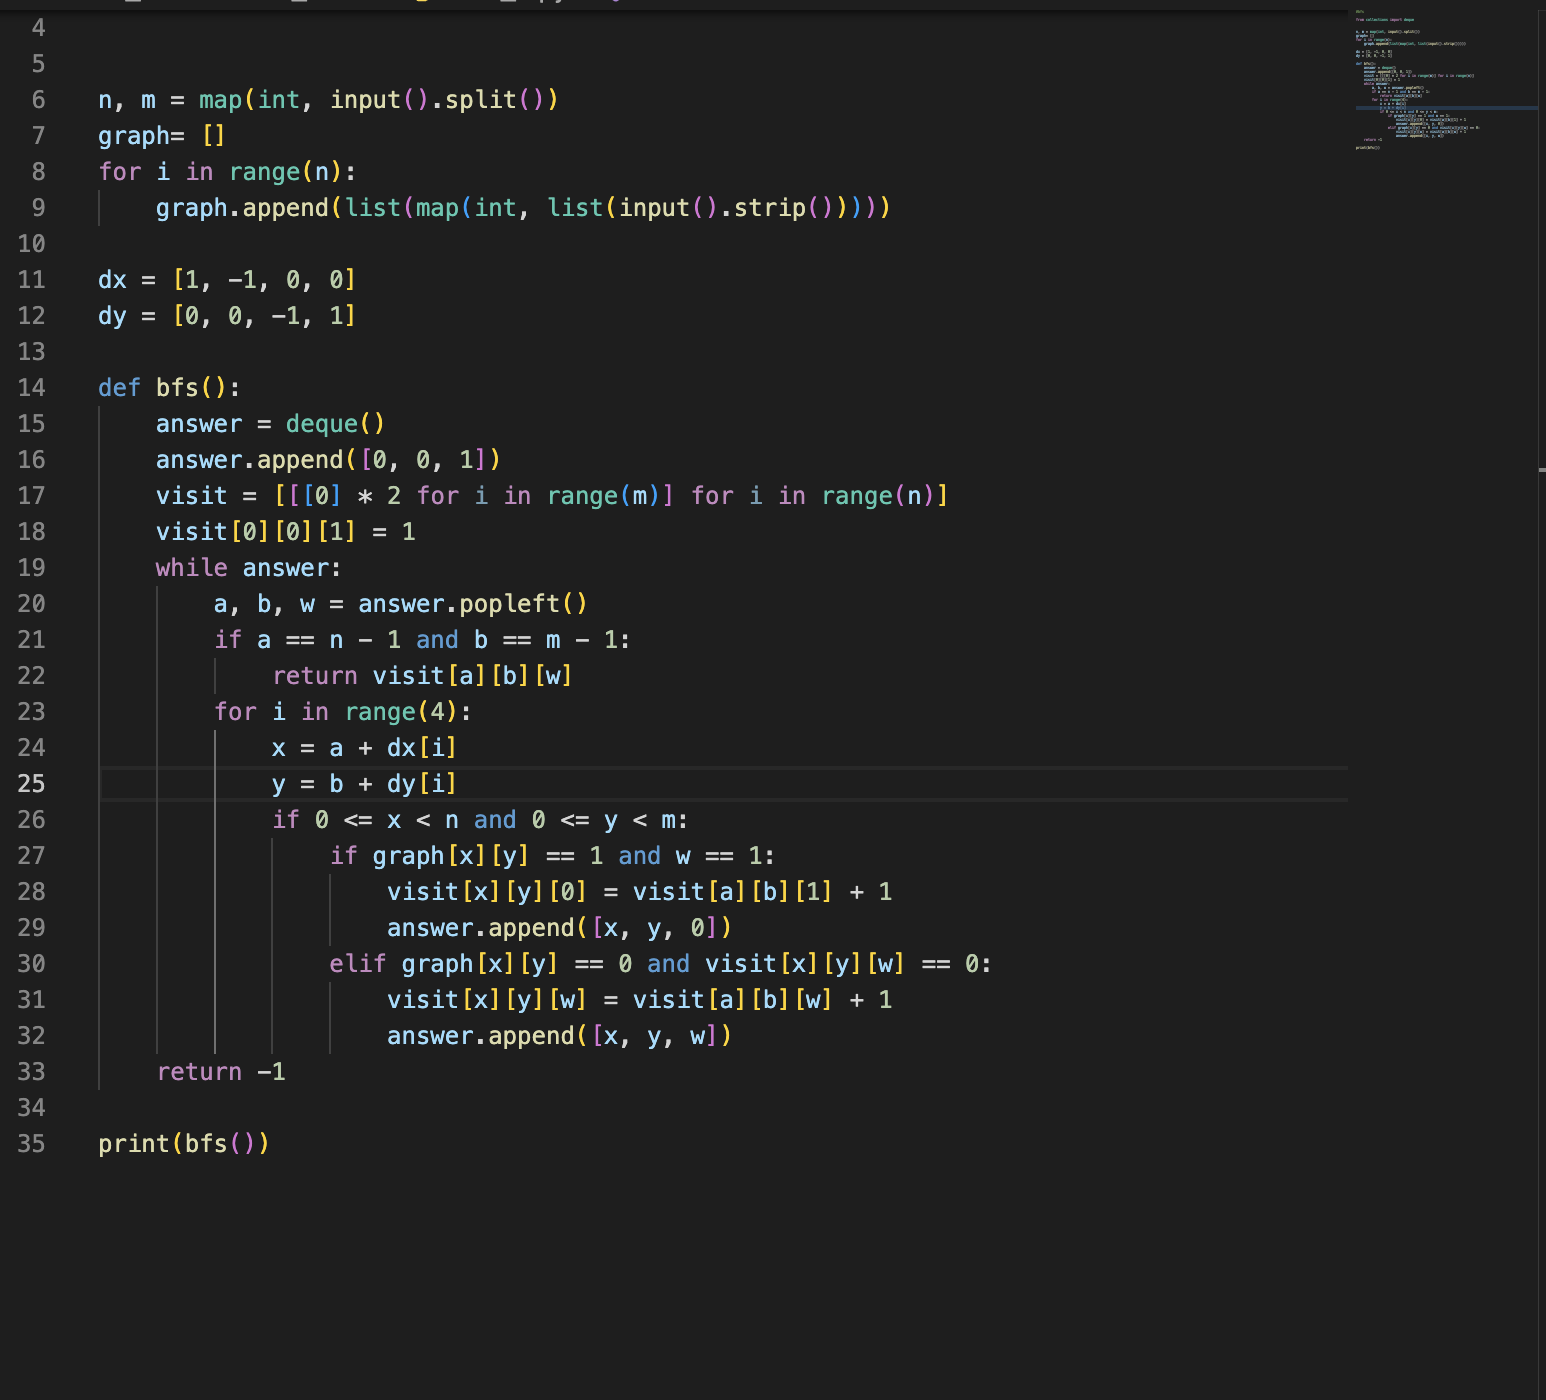 4
5
6 n, m = map(int, input().split())
7 graph= []
8 for i in range(n):
9     graph.append(list(map(int, list(input().strip()))))
10
11 dx = [1, -1, 0, 0]
12 dy = [0, 0, -1, 1]
13
14 def bfs():
15     answer = deque()
16     answer.append([0, 0, 1])
17     visit = [[[0] * 2 for i in range(m)] for i in range(n)]
18     visit[0][0][1] = 1
19     while answer:
20         a, b, w = answer.popleft()
21         if a == n - 1 and b == m - 1:
22             return visit[a][b][w]
23         for i in range(4):
24             x = a + dx[i]
25             y = b + dy[i]
26             if 0 <= x < n and 0 <= y < m:
27                 if graph[x][y] == 1 and w == 1:
28                     visit[x][y][0] = visit[a][b][1] + 1
29                     answer.append([x, y, 0])
30                 elif graph[x][y] == 0 and visit[x][y][w] == 0:
31                     visit[x][y][w] = visit[a][b][w] + 1
32                     answer.append([x, y, w])
33     return -1
34
35 print(bfs())